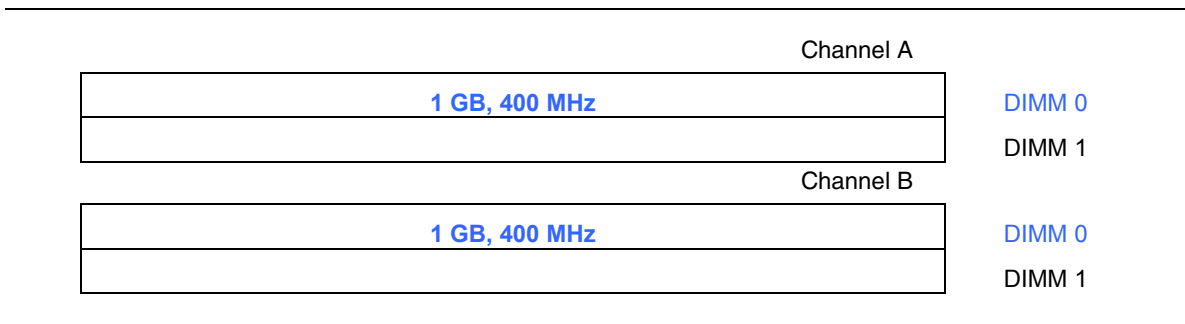 Channel A
1 GB, 400 MHz DIMM 0
DIMM 1
Channel B
1 GB, 400 MHz DIMM 0
DIMM 1